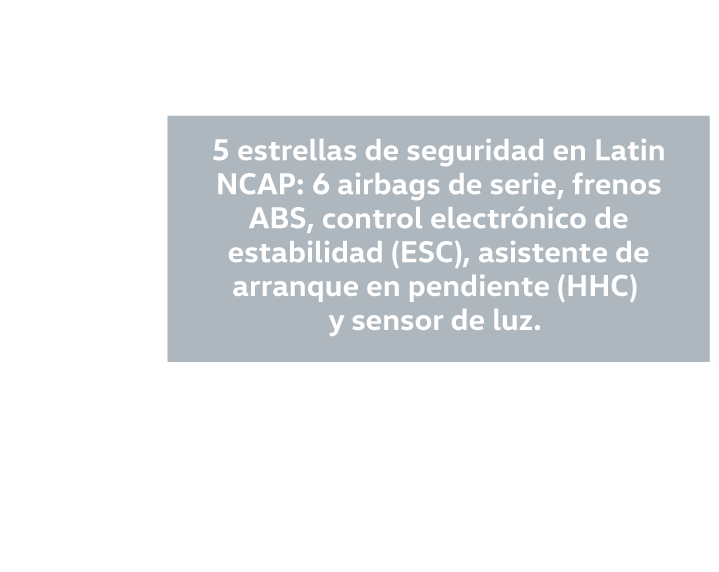 5 estrellas de seguridad en Latin
NCAP: 6 airbags de serie, frenos
ABS, control electrónico de
estabilidad (ESC), asistente de
arranque en pendiente (HHC)
y sensor de luz.